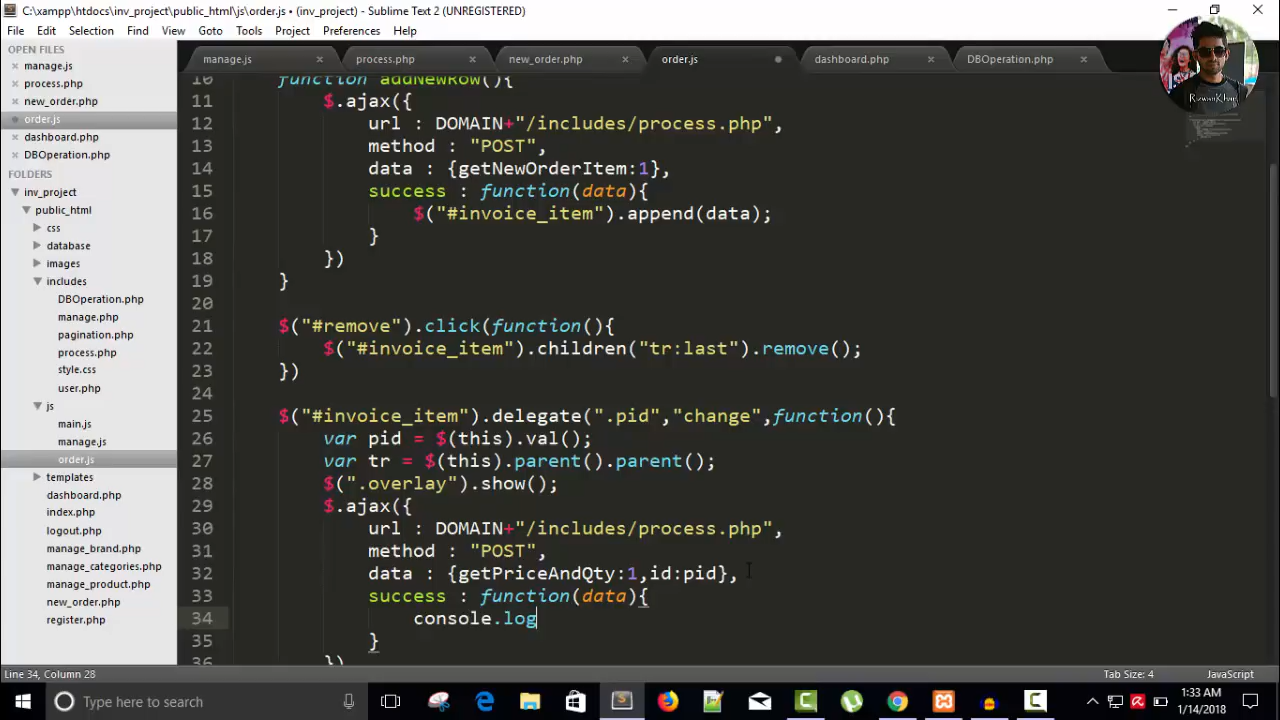 C:\xampp\htdocs\inv_project\public_html\js\order.js • (inv_project) - Sublime Text 2 (UNREGISTERED)
File Edit Selection Find View Goto Tools Project Preferences Help
OPEN FILES
manage.js
process.php
new_order.php
order.js
dashboard.php
DBOperation.php
FOLDERS
inv_project
public_html
css
database
images
includes
DBOperation.php
manage.php
pagination.php
process.php
style.css
user.php
js
main.js
manage.js
order.js
templates
dashboard.php
index.php
logout.php
manage_brand.php
manage_categories.php
manage_product.php
new_order.php
register.php
manage.js process.php new_order.php order.js dashboard.php DBOperation.php
10 function addNewRow(){
11 $.ajax({
12 url : DOMAIN+"/includes/process.php",
13 method : "POST",
14 data : {getNewOrderItem:1},
15 success : function(data){
16 $("#invoice_item").append(data);
17 }
18 })
19 }
20
21 $("#remove").click(function(){
22 $("#invoice_item").children("tr:last").remove();
23 })
24
25 $("#invoice_item").delegate(".pid","change",function(){
26 var pid = $(this).val();
27 var tr = $(this).parent().parent();
28 $(".overlay").show();
29 $.ajax({
30 url : DOMAIN+"/includes/process.php",
31 method : "POST",
32 data : {getPriceAndQty:1,id:pid},
33 success : function(data){
34 console.log
35 }
36 })
Line 34, Column 28
Tab Size: 4
JavaScript
Type here to search
1:33 AM
1/14/2018